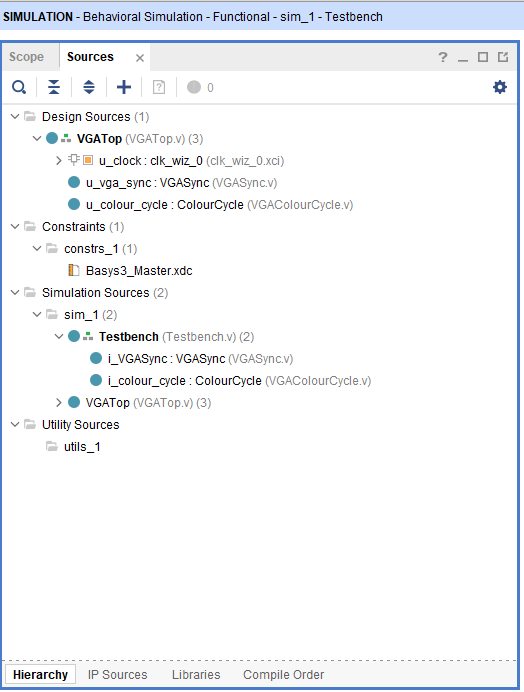 SIMULATION - Behavioral Simulation - Functional - sim_1 - Testbench
Scope Sources
0
Design Sources (1)
VGATop (VGATop.v) (3)
u_clock : clk_wiz_0 (clk_wiz_0.xci)
u_vga_sync : VGASync (VGASync.v)
u_colour_cycle : ColourCycle (VGAColourCycle.v)
Constraints (1)
constrs_1 (1)
Basys3_Master.xdc
Simulation Sources (2)
sim_1 (2)
Testbench (Testbench.v) (2)
i_VGASync : VGASync (VGASync.v)
i_colour_cycle : ColourCycle (VGAColourCycle.v)
VGATop (VGATop.v) (3)
Utility Sources
utils_1
Hierarchy IP Sources Libraries Compile Order